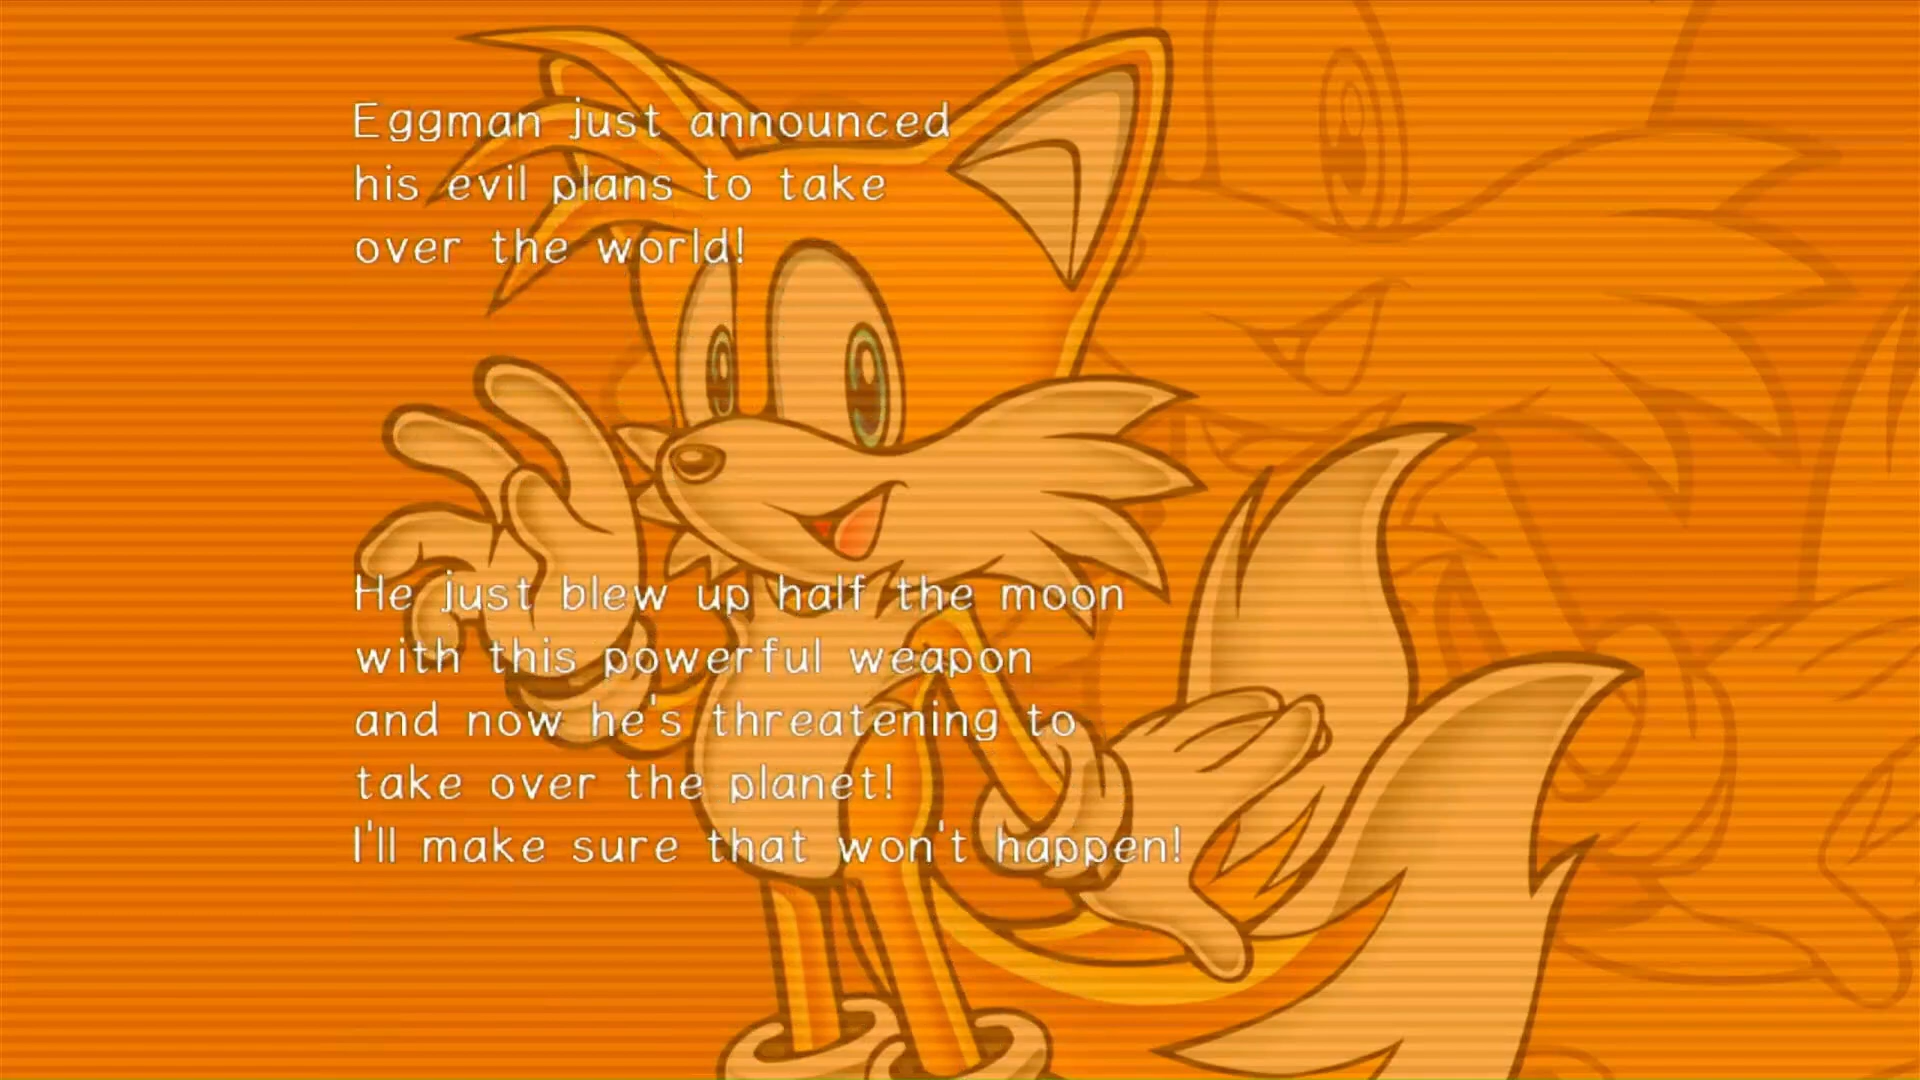 Eggman just announced
his evil plans to take
over the world!
He just blew up half the moon
with this powerful weapon
and now he's threatening to
take over the planet!
I'll make sure that won't happen!